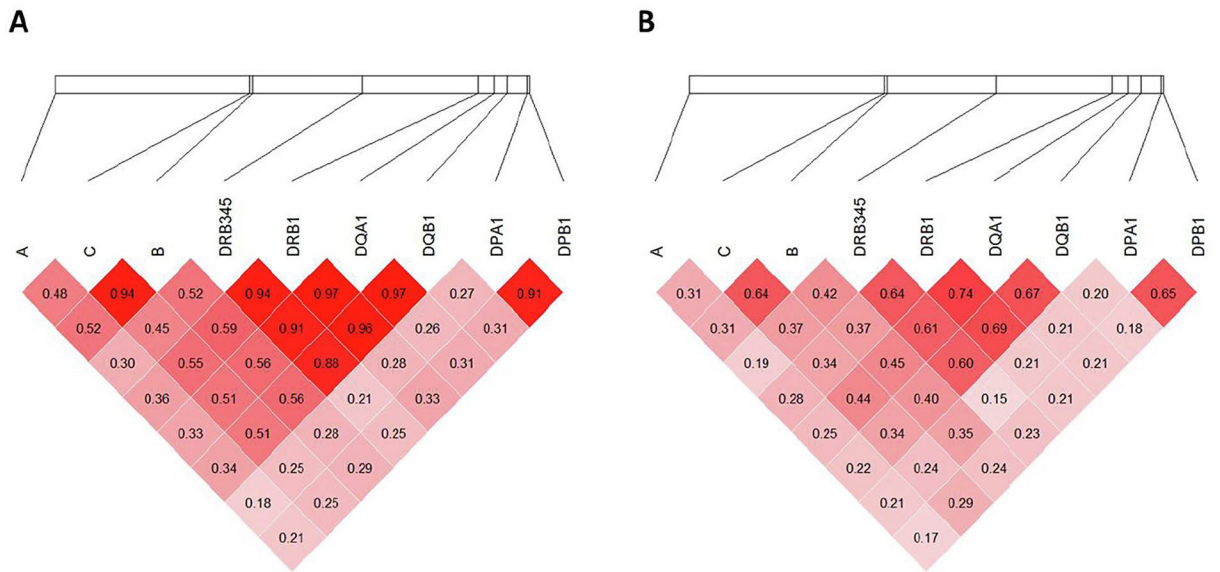 A B
A C B DRB345 DRB1 DQA1 DQB1 DPA1 DPB1 A C B DRB345 DRB1 DQA1 DQB1 DPA1 DPB1
0.48 0.94 0.52 0.94 0.97 0.97 0.27 0.91 0.31 0.64 0.42 0.64 0.74 0.67 0.20 0.65
0.52 0.45 0.59 0.91 0.96 0.26 0.31 0.31 0.37 0.37 0.61 0.69 0.21 0.18
0.30 0.55 0.56 0.88 0.28 0.31 0.19 0.34 0.45 0.60 0.21 0.21
0.36 0.51 0.56 0.21 0.33 0.28 0.44 0.40 0.15 0.21
0.33 0.51 0.28 0.25 0.25 0.34 0.35 0.23
0.34 0.25 0.29 0.22 0.24 0.24
0.18 0.25 0.21 0.29
0.21 0.17